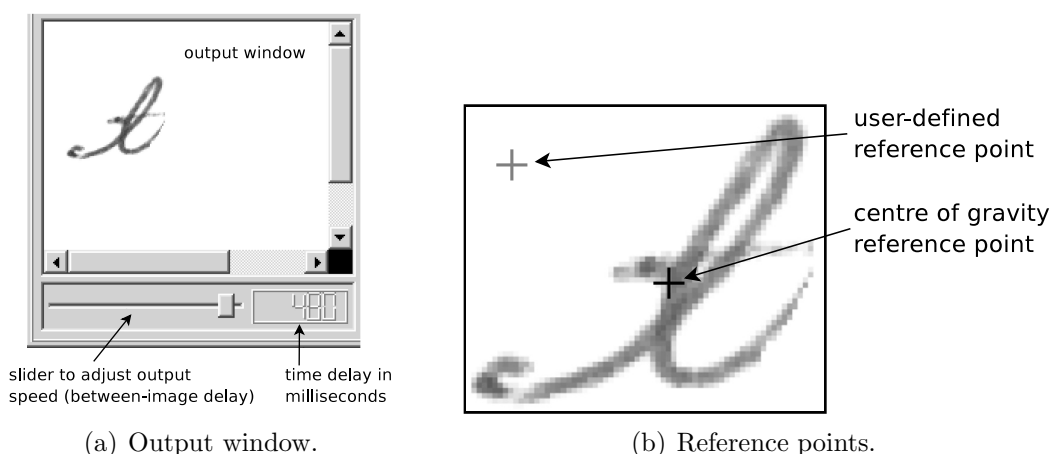 output window
t
480
slider to adjust output
speed (between-image delay)
time delay in
milliseconds
(a) Output window.
user-defined
reference point
centre of gravity
reference point
t
(b) Reference points.